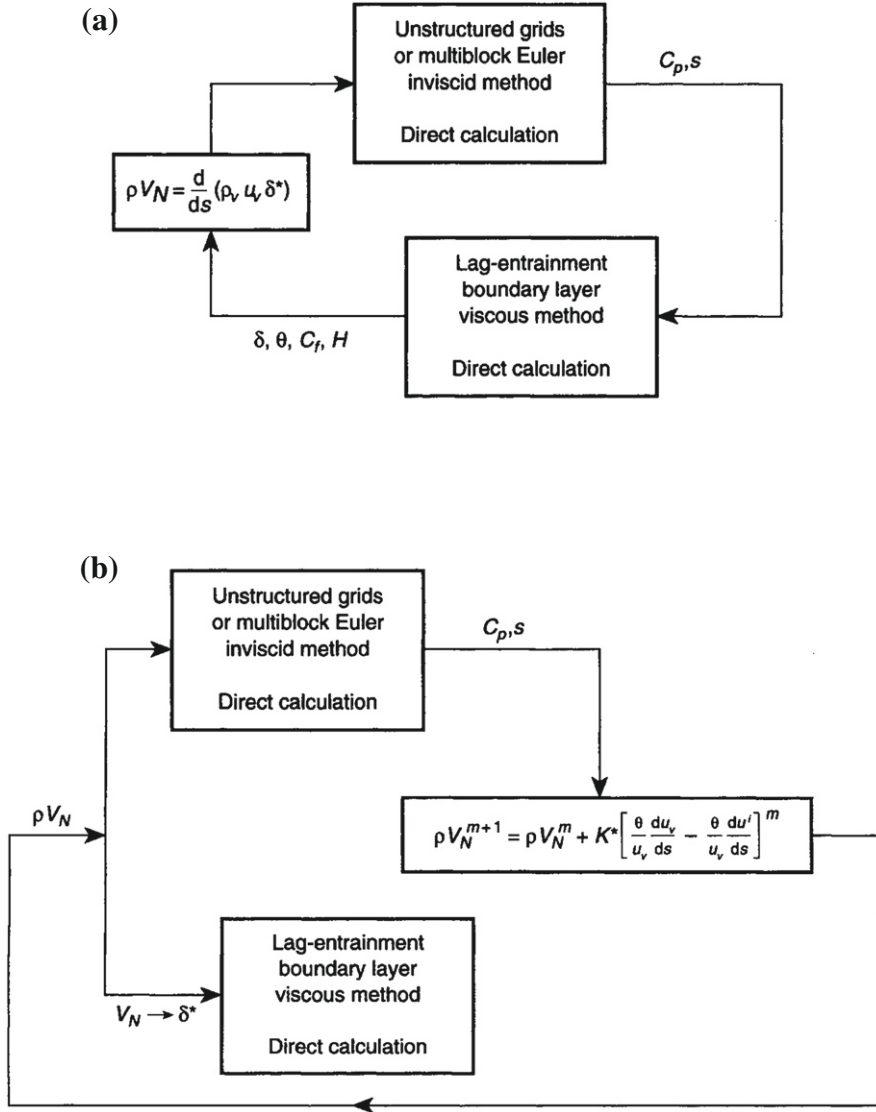 (a)
Unstructured grids
or multiblock Euler
inviscid method
Direct calculation
C_p,s
ρV_N = d/ds (ρ_v u_v δ*)
Lag-entrainment
boundary layer
viscous method
Direct calculation
δ, θ, C_f, H
(b)
Unstructured grids
or multiblock Euler
inviscid method
Direct calculation
C_p,s
ρV_N
ρV_N^{m+1} = ρV_N^m + K* [θ/u_v du_v/ds − θ/u_v du^i/ds]^m
Lag-entrainment
boundary layer
viscous method
Direct calculation
V_N → δ*